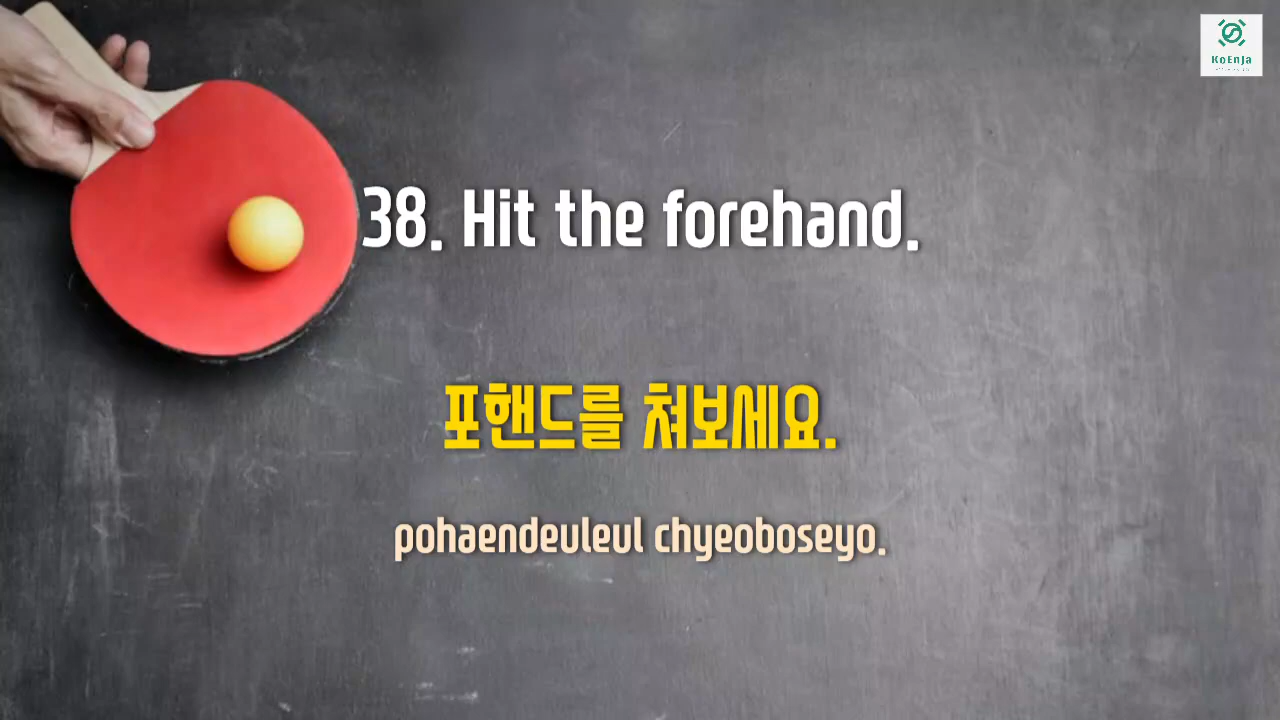 KoEnJa
38. Hit the forehand.
포핸드를 쳐보세요.
pohaendeuleul chyeoboseyo.